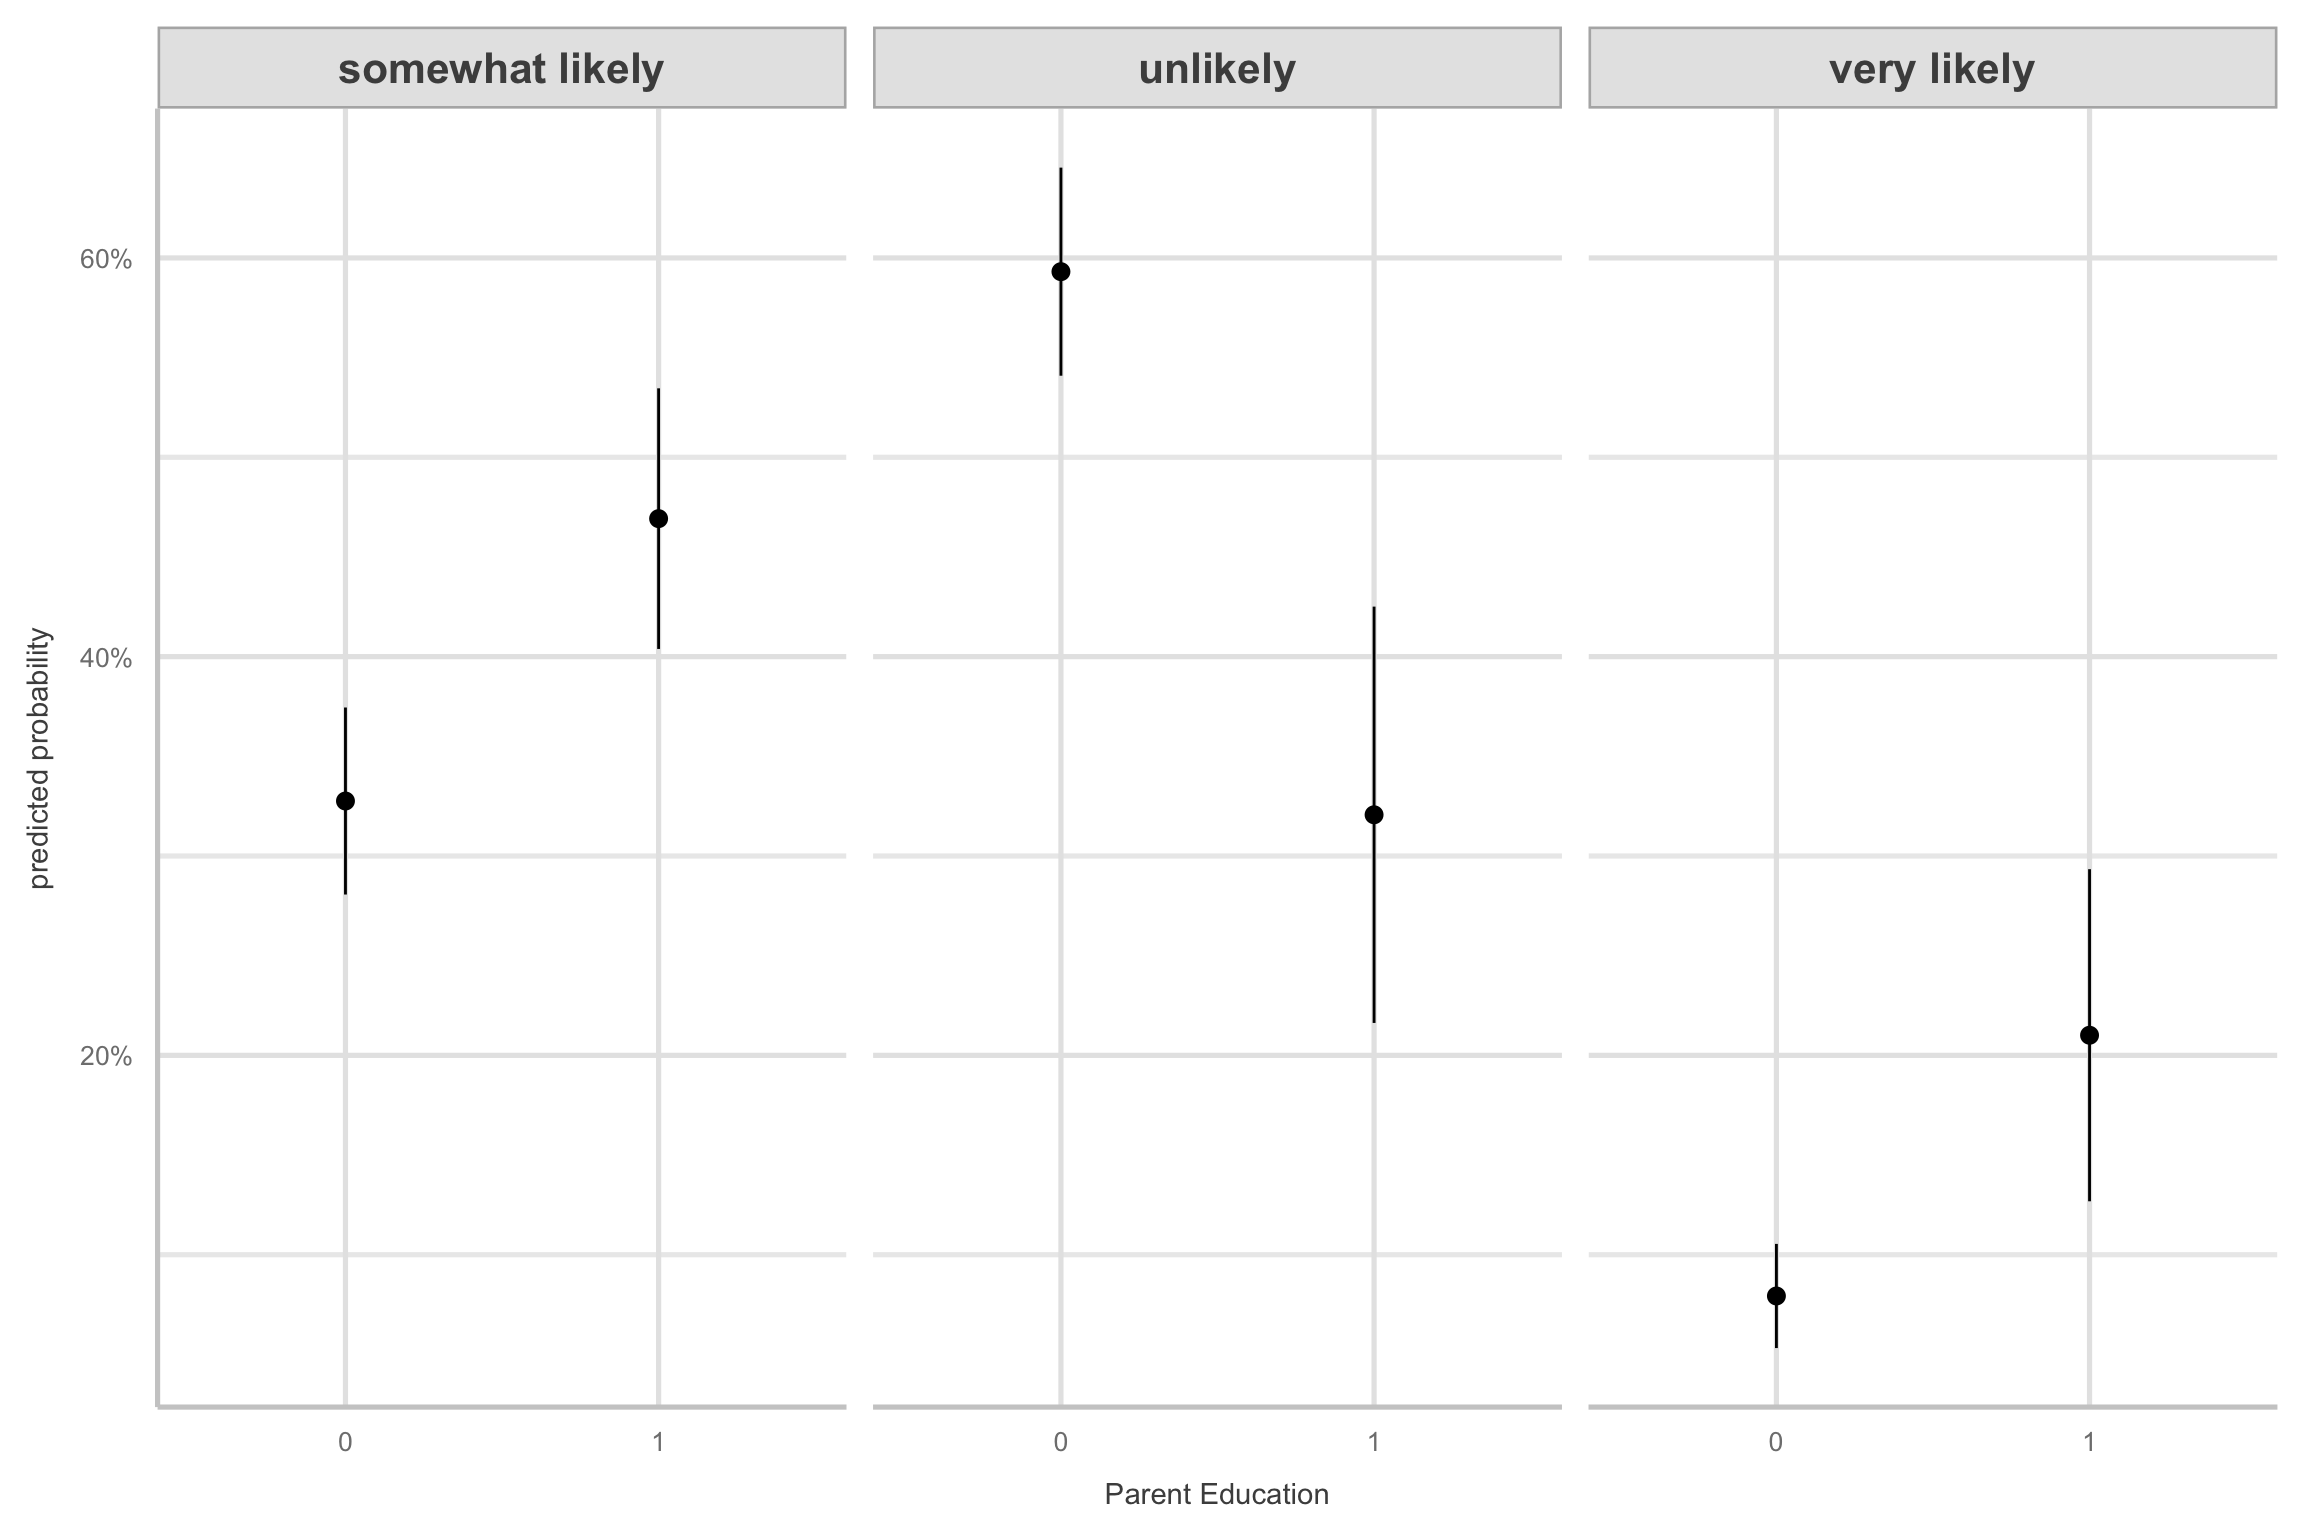 somewhat likely
unlikely
very likely
predicted probability
60%
40%
20%
0
1
0
1
0
1
Parent Education